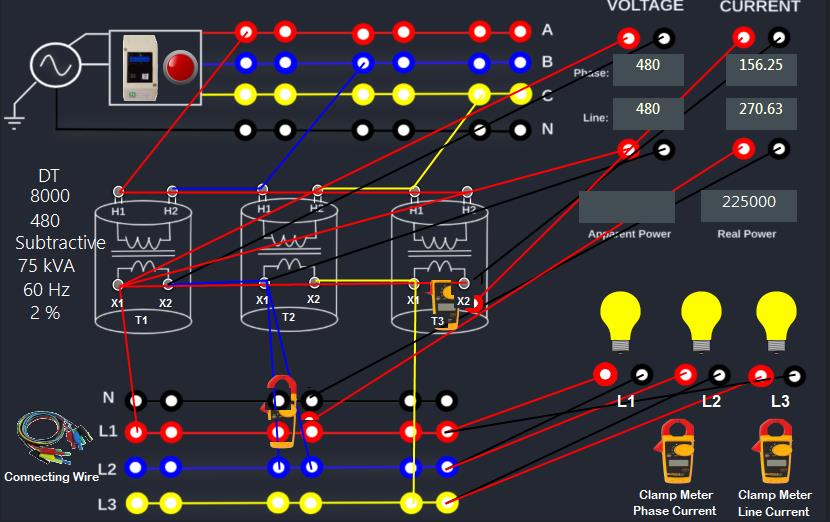 VOLTAGE CURRENT
A
B
C
N
Phase: 480 156.25
Line: 480 270.63
225000
Apparent Power Real Power
DT
8000
480
Subtractive
75 kVA
60 Hz
2 %
H1 H2 H1 H2 H1 H2
X1 X2 X1 X2 X1 X2
T1 T2 T3
L1 L2 L3
N
L1
L2
L3
Connecting Wire
Clamp Meter
Phase Current
Clamp Meter
Line Current